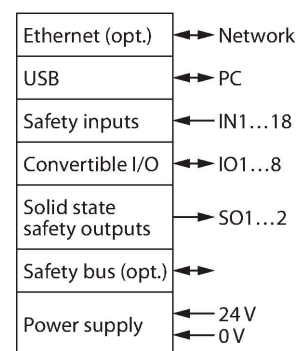 Ethernet (opt.) Network
USB PC
Safety inputs IN1...18
Convertible I/O IO1...8
Solid state
safety outputs SO1...2
Safety bus (opt.)
Power supply 24 V
0 V